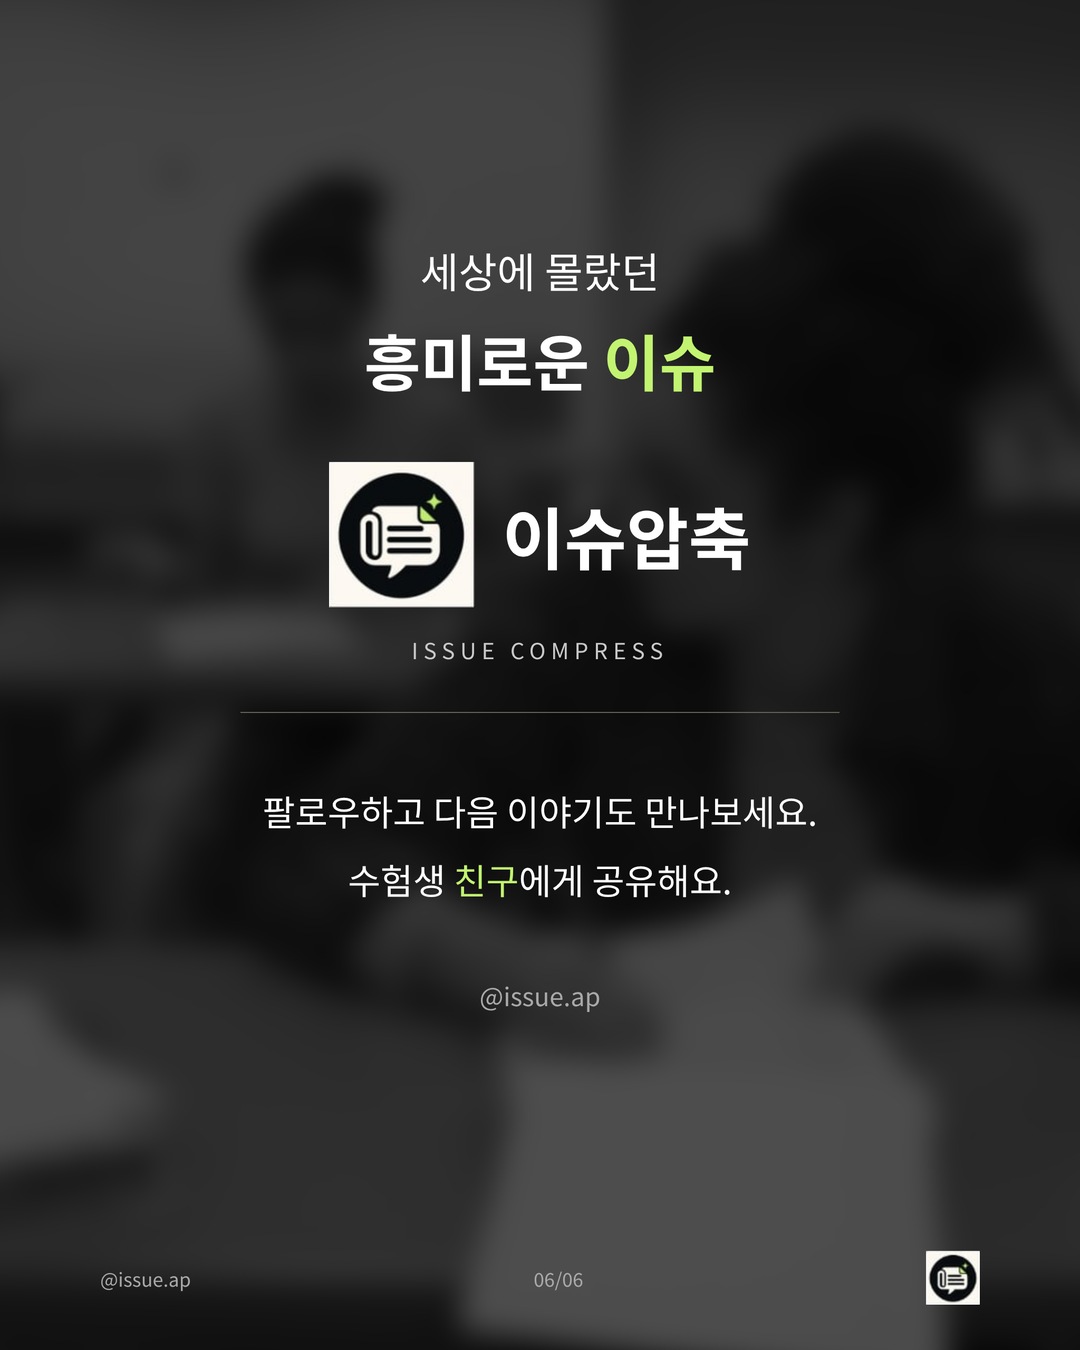 세상에 몰랐던
흥미로운 이슈
이슈압축
ISSUE COMPRESS
팔로우하고 다음 이야기도 만나보세요.
수험생 친구에게 공유해요.
@issue.ap
@issue.ap
06/06